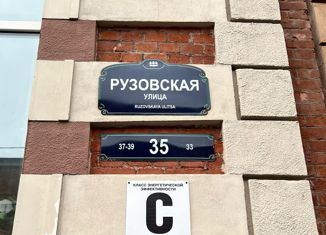 РУЗОВСКАЯ
УЛИЦА
RUZOVSKAYA ULITSA
37-39 35 33
КЛАСС ЭНЕРГЕТИЧЕСКОЙ
ЭФФЕКТИВНОСТИ
C